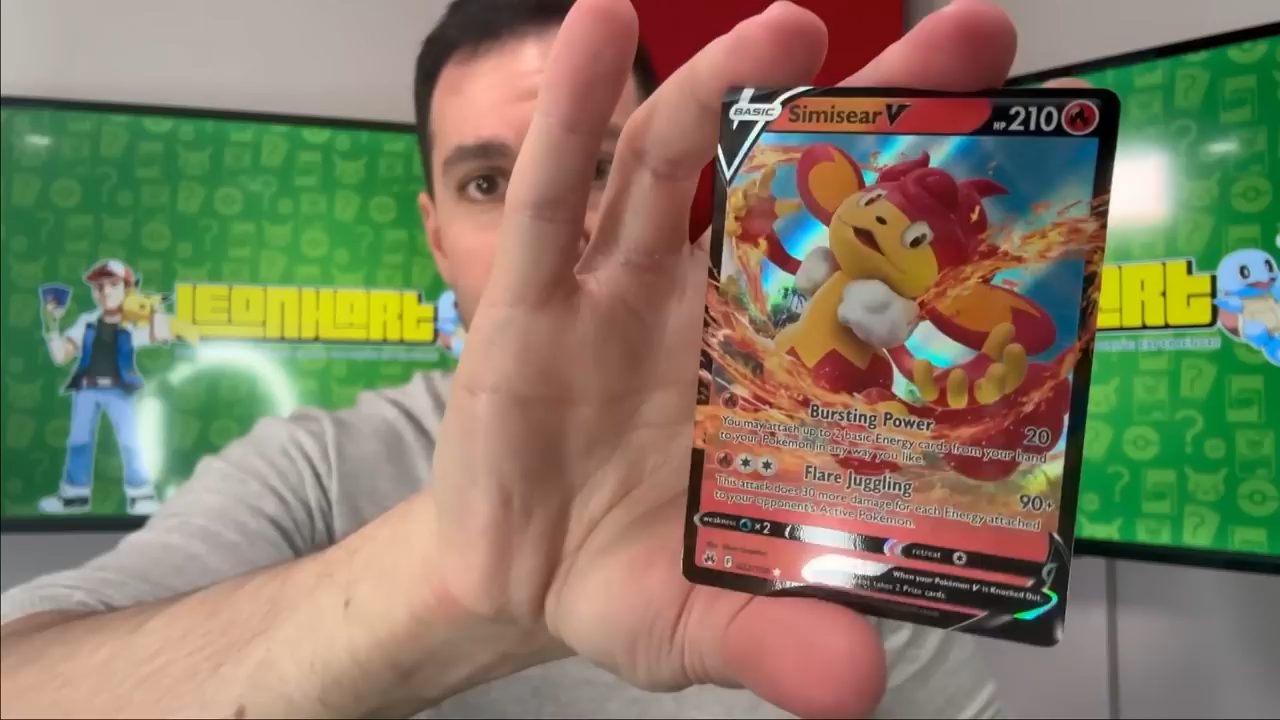 LEONHART
BASIC
Simisear V
HP 210
Bursting Power
20
You may attach up to 2 basic Energy cards from your hand
to your Pokémon in any way you like.
Flare Juggling
90+
This attack does 30 more damage for each Energy attached
to your opponent's Active Pokémon.
weakness ×2
retreat
When your Pokémon V is Knocked Out,
takes 2 Prize cards.